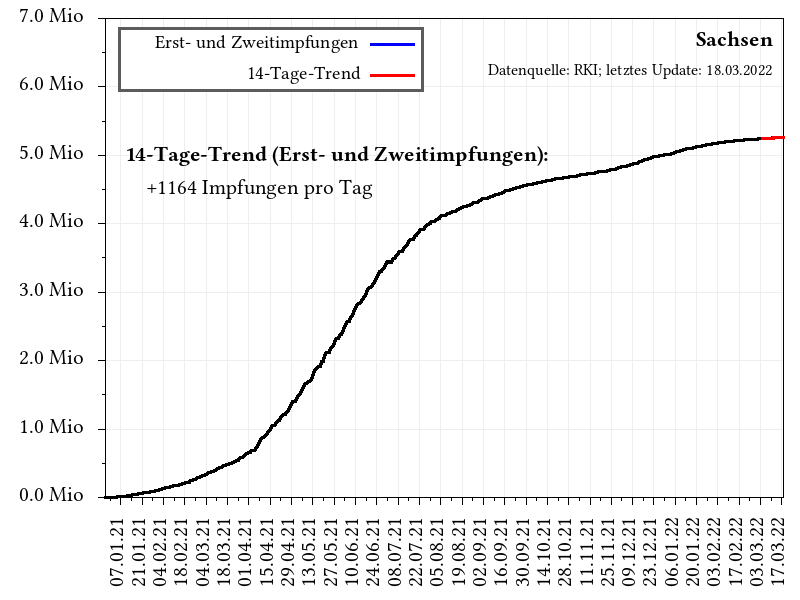 7.0 Mio
6.0 Mio
5.0 Mio
4.0 Mio
3.0 Mio
2.0 Mio
1.0 Mio
0.0 Mio
Erst- und Zweitimpfungen
14-Tage-Trend
Sachsen
Datenquelle: RKI; letztes Update: 18.03.2022
14-Tage-Trend (Erst- und Zweitimpfungen):
+1164 Impfungen pro Tag
07.01.21
21.01.21
04.02.21
18.02.21
04.03.21
18.03.21
01.04.21
15.04.21
29.04.21
13.05.21
27.05.21
10.06.21
24.06.21
08.07.21
22.07.21
05.08.21
19.08.21
02.09.21
16.09.21
30.09.21
14.10.21
28.10.21
11.11.21
25.11.21
09.12.21
23.12.21
06.01.22
20.01.22
03.02.22
17.02.22
03.03.22
17.03.22